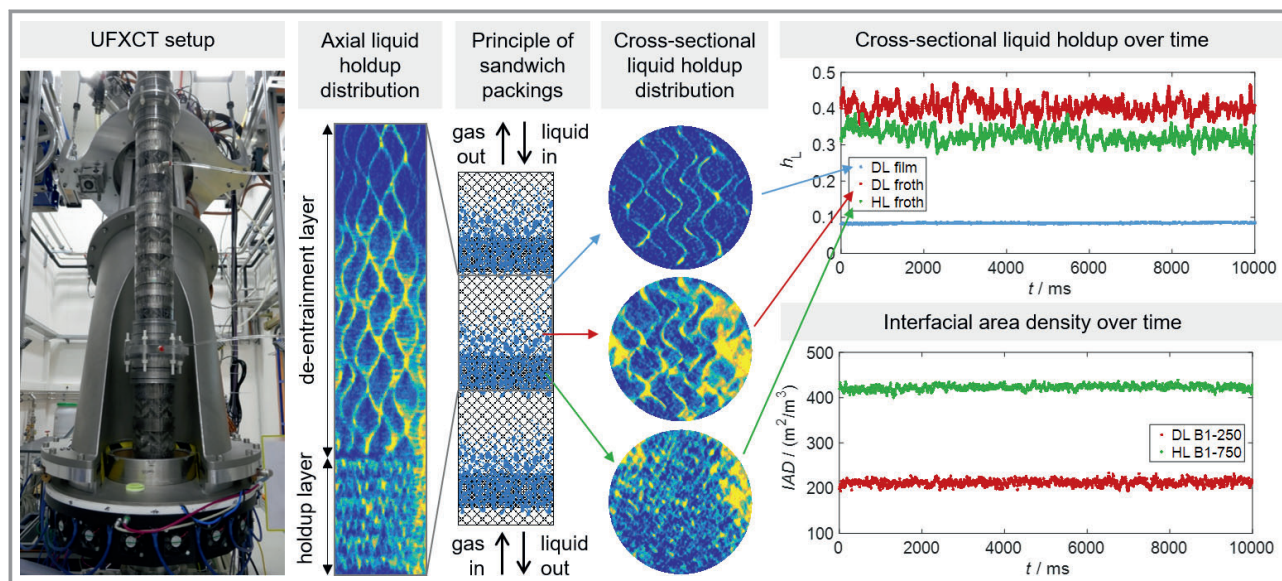 UFXCT setup
Axial liquid
holdup
distribution
Principle of
sandwich
packings
Cross-sectional
liquid holdup
distribution
Cross-sectional liquid holdup over time
de-entrainment layer
holdup layer
gas
out
liquid
in
gas
in
liquid
out
0.5
0.4
0.3
0.2
0.1
0
hL
DL film
DL froth
HL froth
0 2000 4000 6000 8000 10000
t / ms
Interfacial area density over time
500
400
300
200
100
IAD / (m²/m³)
DL B1-250
HL B1-750
0 2000 4000 6000 8000 10000
t / ms